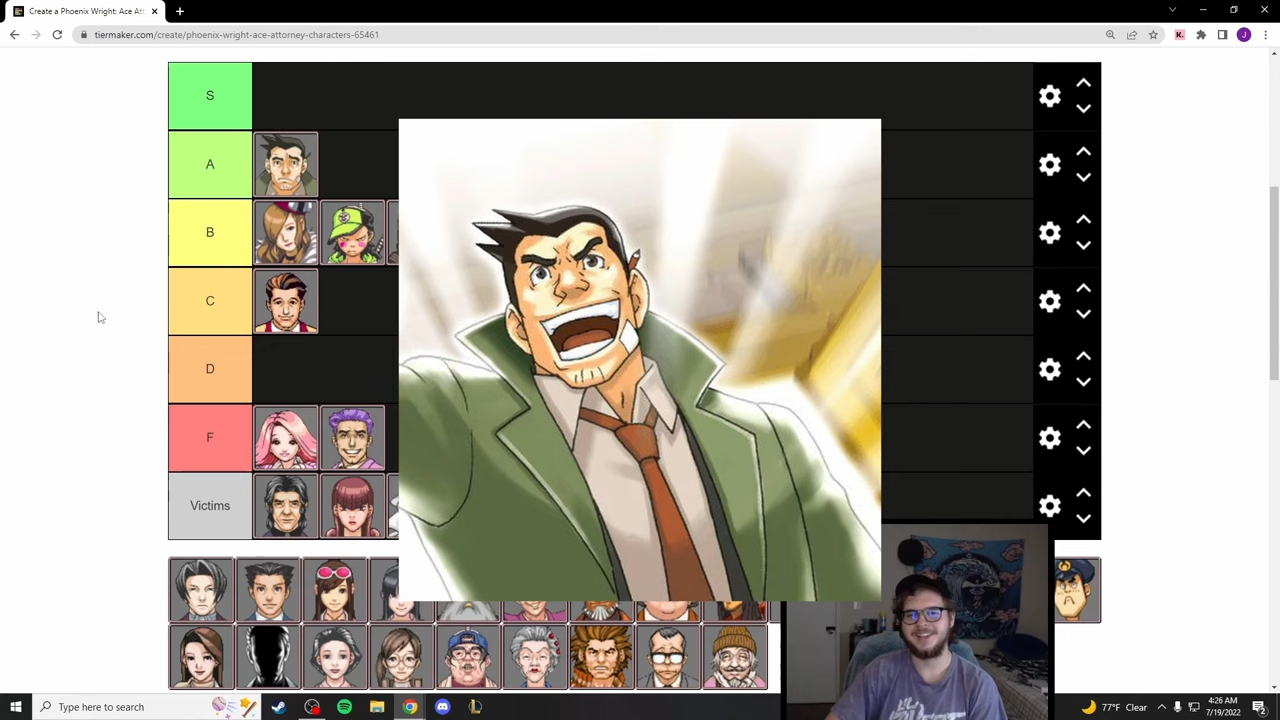 Create a Phoenix Wright: Ace Att
tiermaker.com/create/phoenix-wright-ace-attorney-characters-65461
K
J
S
A
B
C
D
F
Victims
Type here to search
77°F Clear
4:26 AM
7/19/2022
2